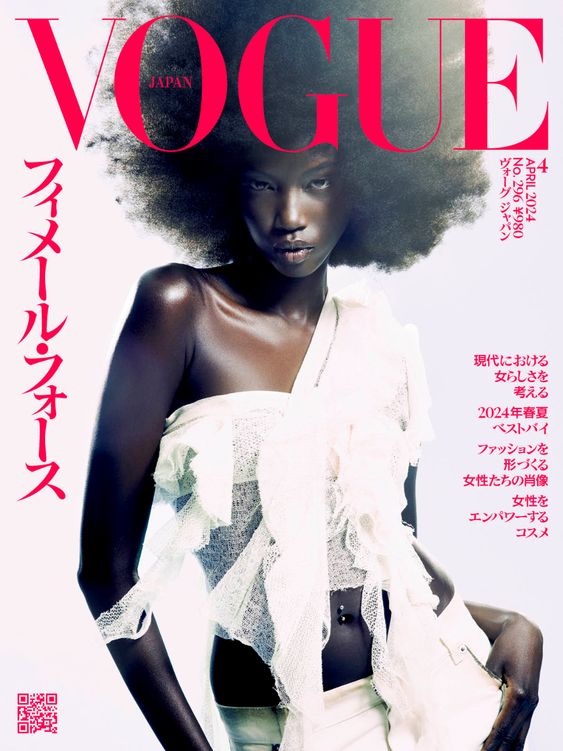 VOGUE
JAPAN
フィメール・フォース
4
APRIL 2024
No. 296 ¥980
ヴォーグ ジャパン
現代における
女らしさを
考える
2024年春夏
ベストバイ
ファッションを
形づくる
女性たちの肖像
女性を
エンパワーする
コスメ